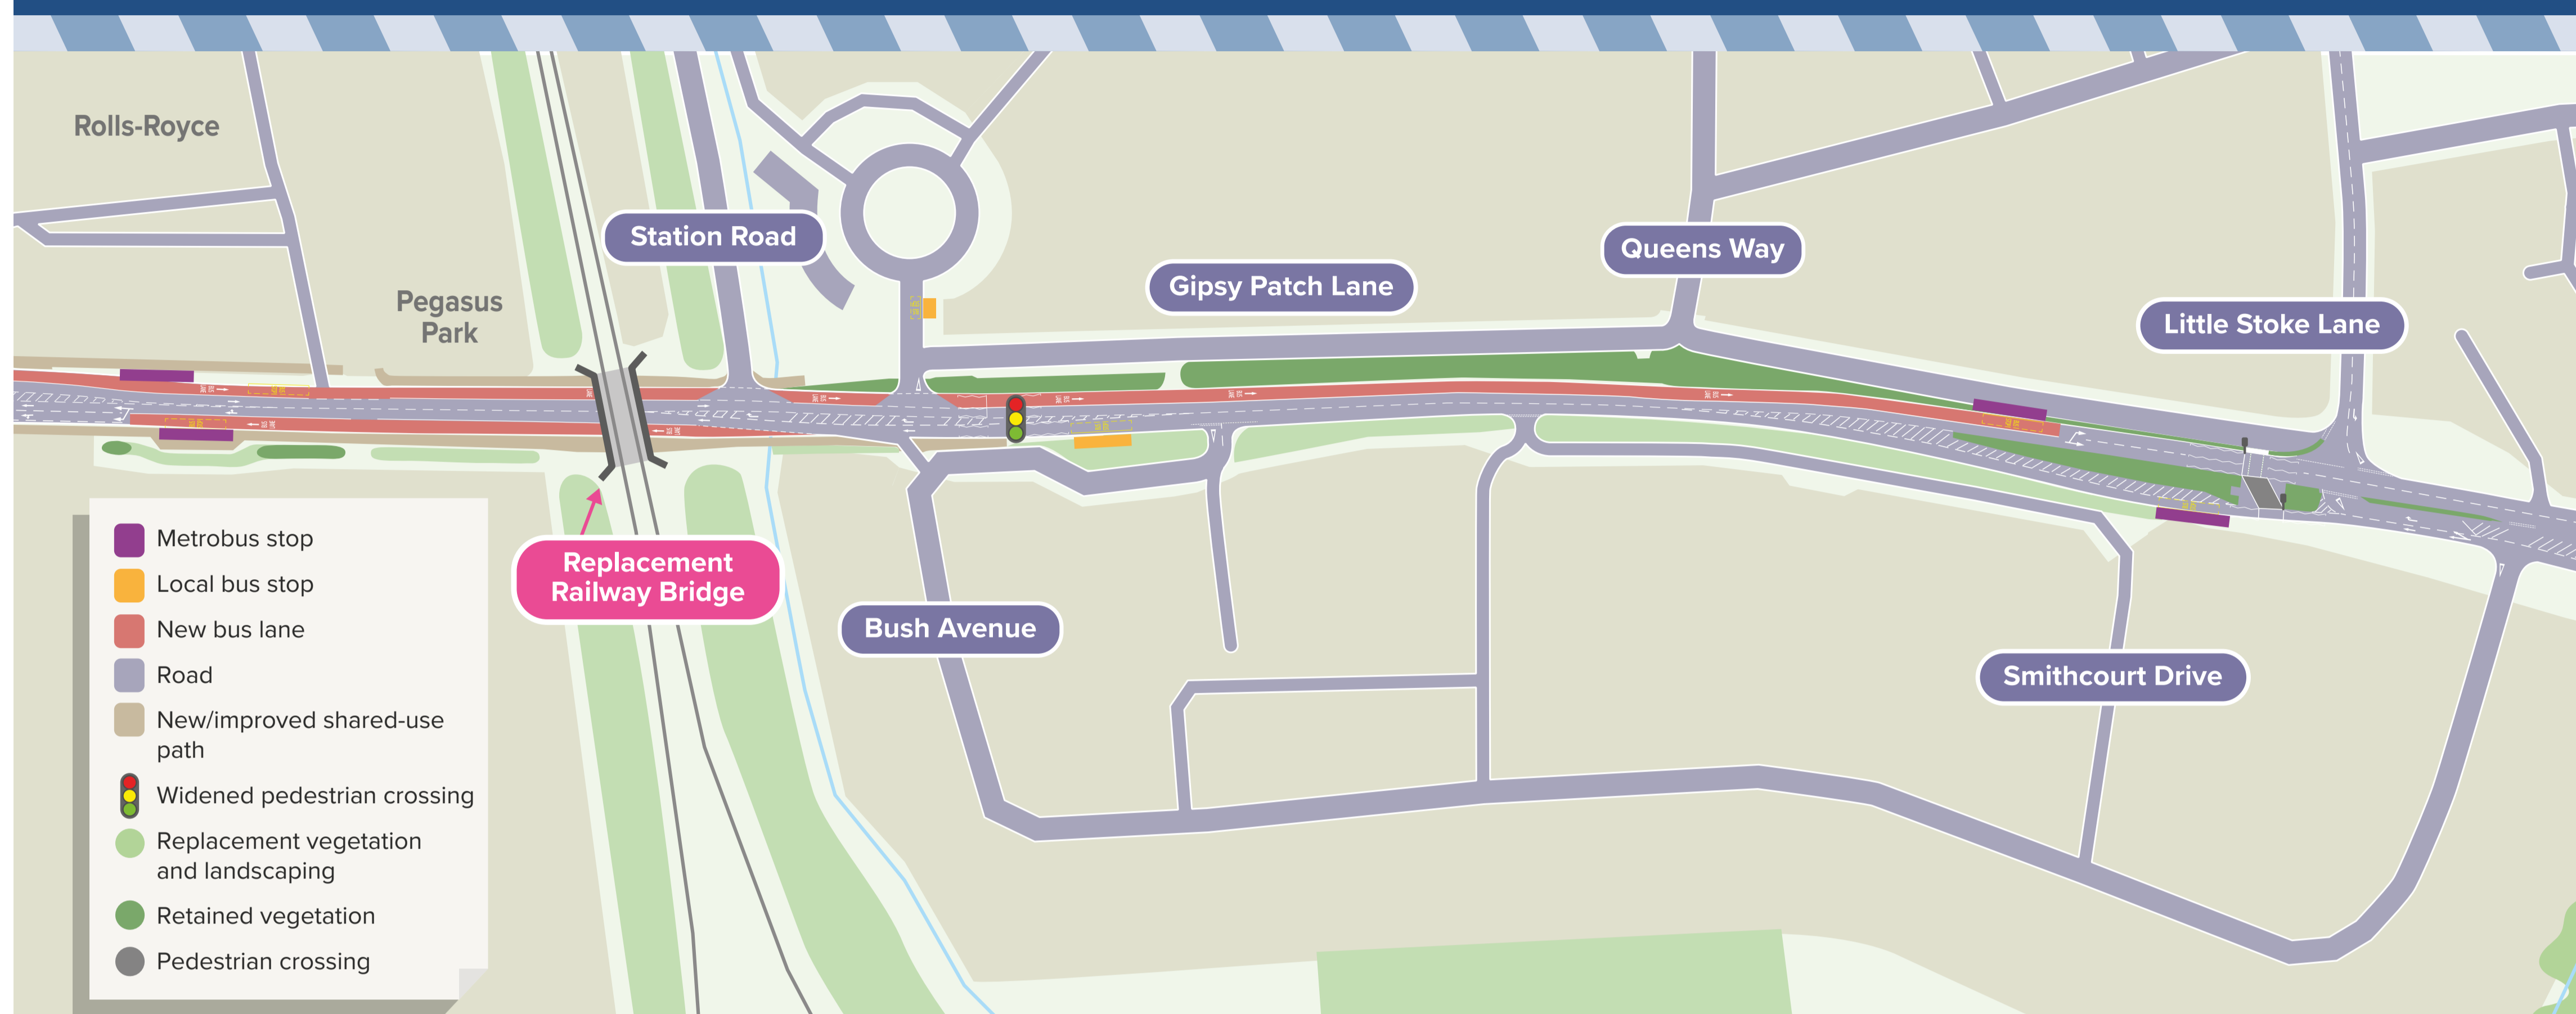 Rolls-Royce
Station Road
Queens Way
Gipsy Patch Lane
Pegasus
Park
Little Stoke Lane
Metrobus stop
Local bus stop
New bus lane
Road
New/improved shared-use
path
Widened pedestrian crossing
Replacement vegetation
and landscaping
Retained vegetation
Pedestrian crossing
Replacement
Railway Bridge
Bush Avenue
Smithcourt Drive